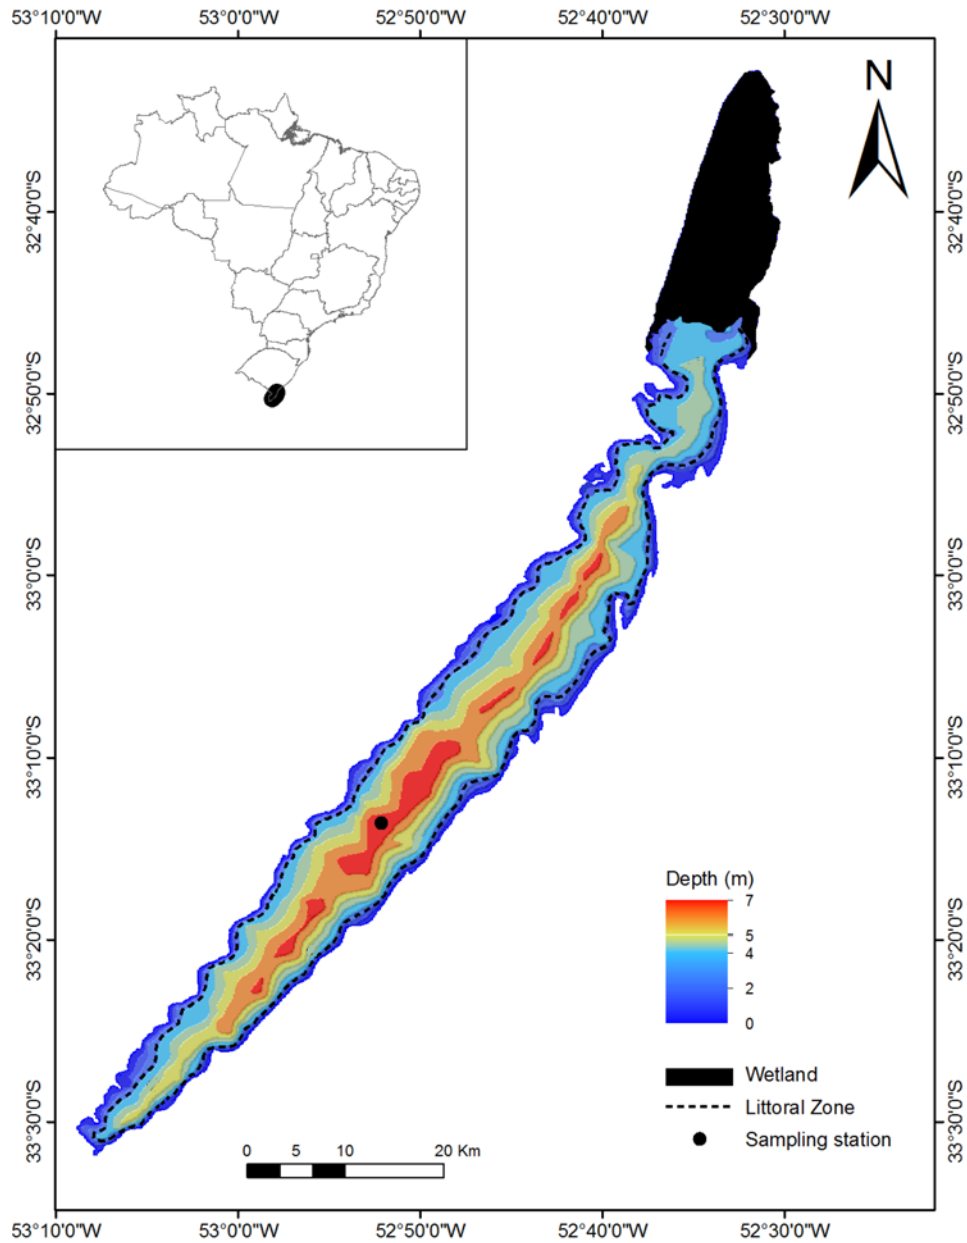 53°10'0"W 53°00'0"W 52°50'0"W 52°40'0"W 52°30'0"W
N
32°40'0"S 32°40'0"S
32°50'0"S 32°50'0"S
33°0'0"S 33°0'0"S
33°10'0"S 33°10'0"S
Depth (m)
7
5
4
2
0
33°20'0"S 33°20'0"S
Wetland
Littoral Zone
Sampling station
33°30'0"S 33°30'0"S
0 5 10 20 Km
53°10'0"W 53°00'0"W 52°50'0"W 52°40'0"W 52°30'0"W